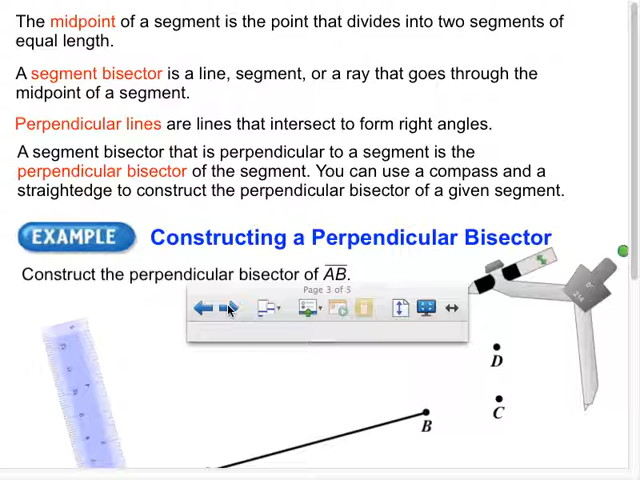 The midpoint of a segment is the point that divides into two segments of
equal length.
A segment bisector is a line, segment, or a ray that goes through the
midpoint of a segment.
Perpendicular lines are lines that intersect to form right angles.
A segment bisector that is perpendicular to a segment is the
perpendicular bisector of the segment. You can use a compass and a
straightedge to construct the perpendicular bisector of a given segment.
EXAMPLE Constructing a Perpendicular Bisector
Construct the perpendicular bisector of AB.
Page 3 of 5
D
C
B